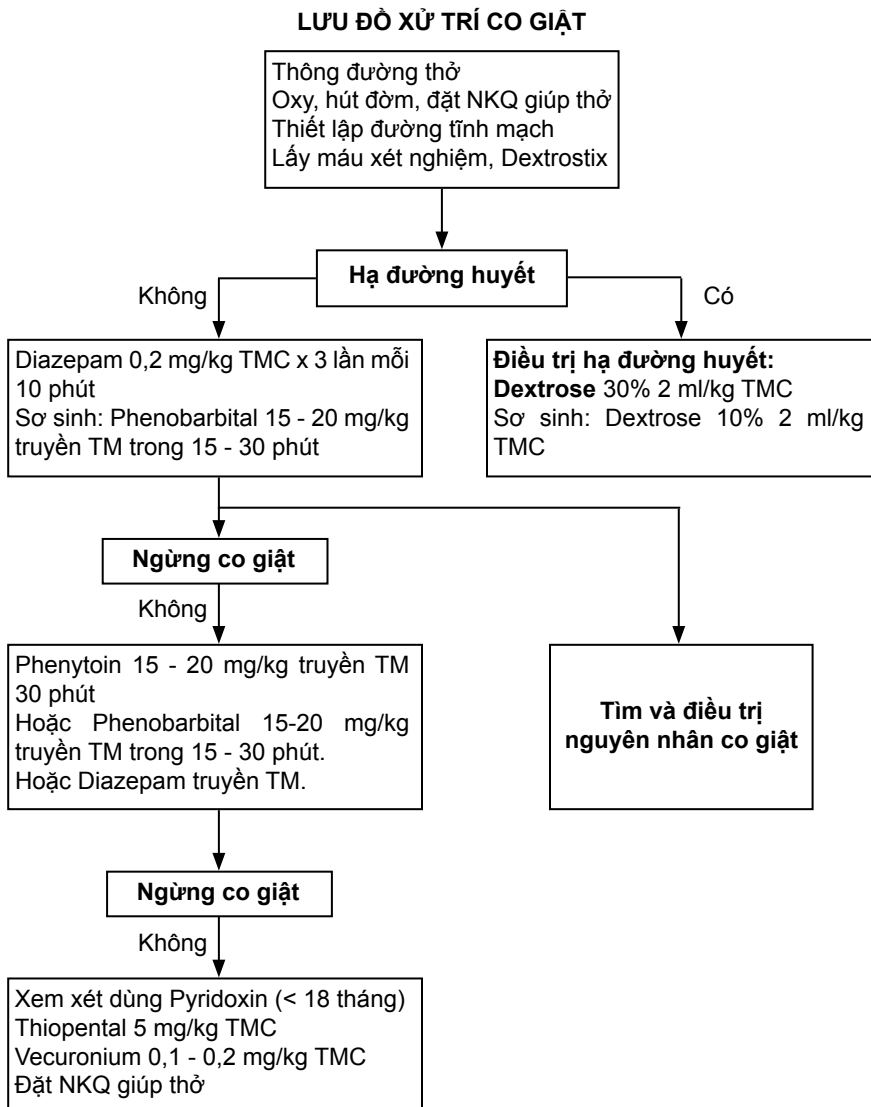 LƯU ĐỒ XỬ TRÍ CO GIẬT
Thông đường thở
Oxy, hút đờm, đặt NKQ giúp thở
Thiết lập đường tĩnh mạch
Lấy máu xét nghiệm, Dextrostix
Hạ đường huyết
Không
Có
Diazepam 0,2 mg/kg TMC x 3 lần mỗi
10 phút
Sơ sinh: Phenobarbital 15 - 20 mg/kg
truyền TM trong 15 - 30 phút
Điều trị hạ đường huyết:
Dextrose 30% 2 ml/kg TMC
Sơ sinh: Dextrose 10% 2 ml/kg
TMC
Ngừng co giật
Không
Phenytoin 15 - 20 mg/kg truyền TM
30 phút
Hoặc Phenobarbital 15-20 mg/kg
truyền TM trong 15 - 30 phút.
Hoặc Diazepam truyền TM.
Tìm và điều trị
nguyên nhân co giật
Ngừng co giật
Không
Xem xét dùng Pyridoxin (< 18 tháng)
Thiopental 5 mg/kg TMC
Vecuronium 0,1 - 0,2 mg/kg TMC
Đặt NKQ giúp thở